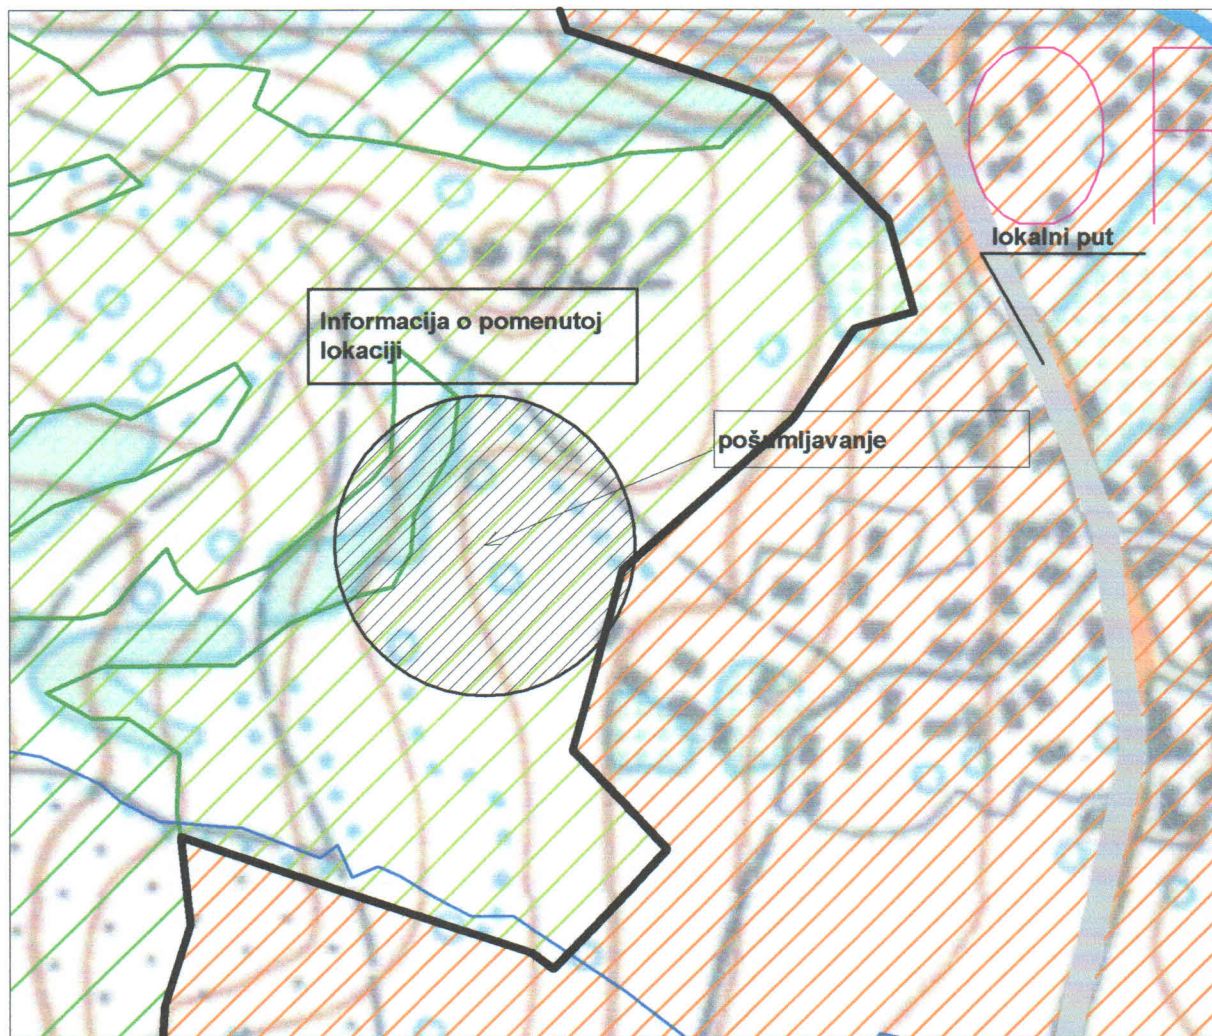 O
lokalni put
532
Informacija o pomenutoj
lokaciji
pošumljavanje